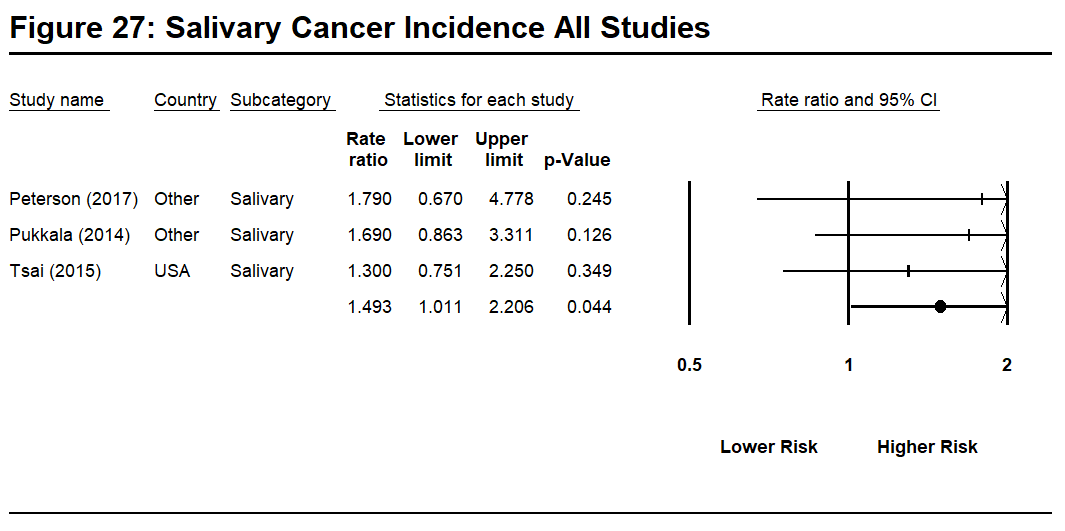 Figure 27: Salivary Cancer Incidence All Studies
Study name Country Subcategory Statistics for each study Rate ratio and 95% CI
Rate Lower Upper
ratio limit limit p-Value
Peterson (2017) Other Salivary 1.790 0.670 4.778 0.245
Pukkala (2014) Other Salivary 1.690 0.863 3.311 0.126
Tsai (2015) USA Salivary 1.300 0.751 2.250 0.349
1.493 1.011 2.206 0.044
0.5 1 2
Lower Risk Higher Risk